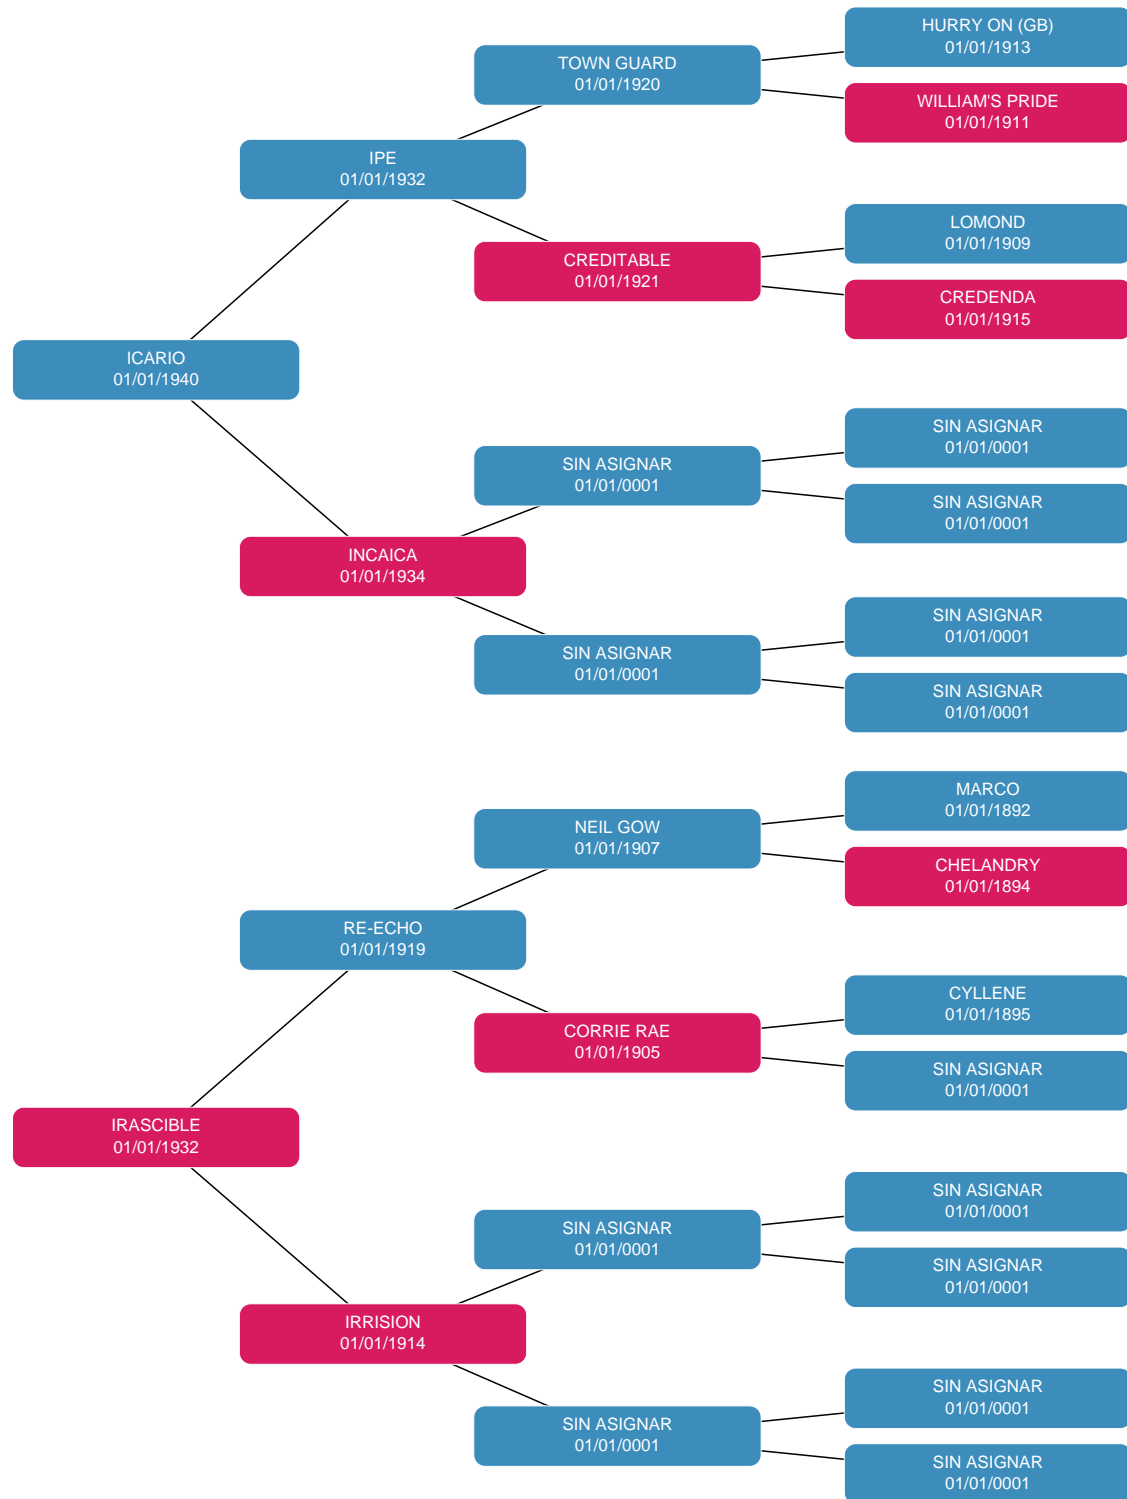 HURRY ON (GB)
01/01/1913
TOWN GUARD
01/01/1920
WILLIAM'S PRIDE
01/01/1911
IPE
01/01/1932
LOMOND
01/01/1909
CREDITABLE
01/01/1921
CREDENDA
01/01/1915
ICARIO
01/01/1940
SIN ASIGNAR
01/01/0001
SIN ASIGNAR
01/01/0001
SIN ASIGNAR
01/01/0001
INCAICA
01/01/1934
SIN ASIGNAR
01/01/0001
SIN ASIGNAR
01/01/0001
SIN ASIGNAR
01/01/0001
MARCO
01/01/1892
NEIL GOW
01/01/1907
CHELANDRY
01/01/1894
RE-ECHO
01/01/1919
CYLLENE
01/01/1895
CORRIE RAE
01/01/1905
SIN ASIGNAR
01/01/0001
IRASCIBLE
01/01/1932
SIN ASIGNAR
01/01/0001
SIN ASIGNAR
01/01/0001
SIN ASIGNAR
01/01/0001
IRRISION
01/01/1914
SIN ASIGNAR
01/01/0001
SIN ASIGNAR
01/01/0001
SIN ASIGNAR
01/01/0001